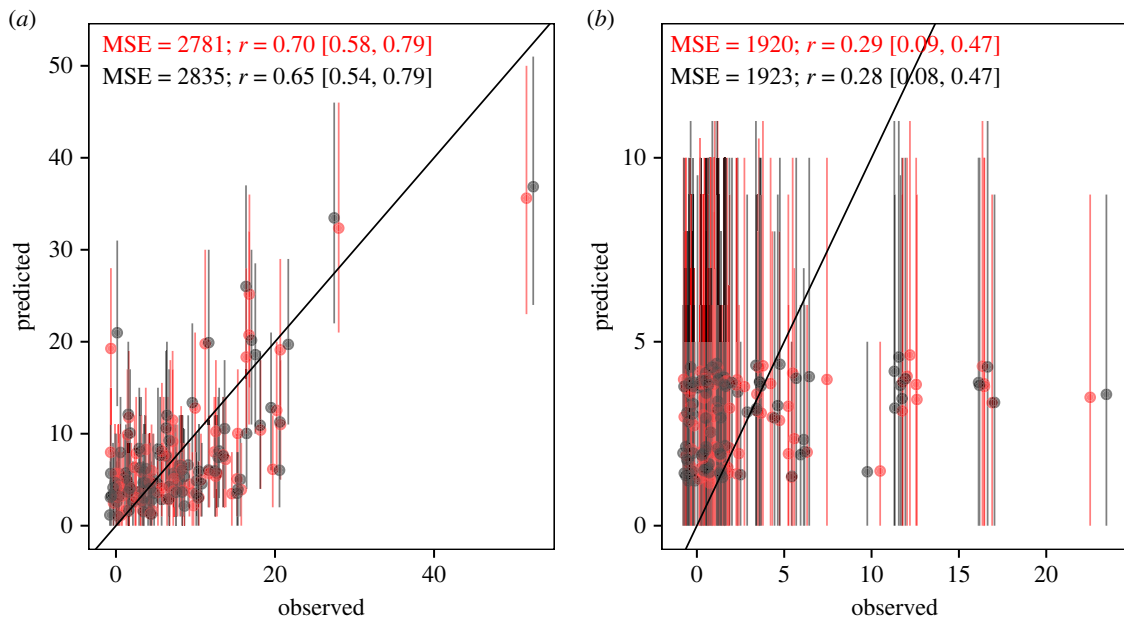 (a)
MSE = 2781; r = 0.70 [0.58, 0.79]
MSE = 2835; r = 0.65 [0.54, 0.79]
50
40
30
20
10
0
predicted
0 20 40
observed
(b)
MSE = 1920; r = 0.29 [0.09, 0.47]
MSE = 1923; r = 0.28 [0.08, 0.47]
10
5
0
predicted
0 5 10 15 20
observed